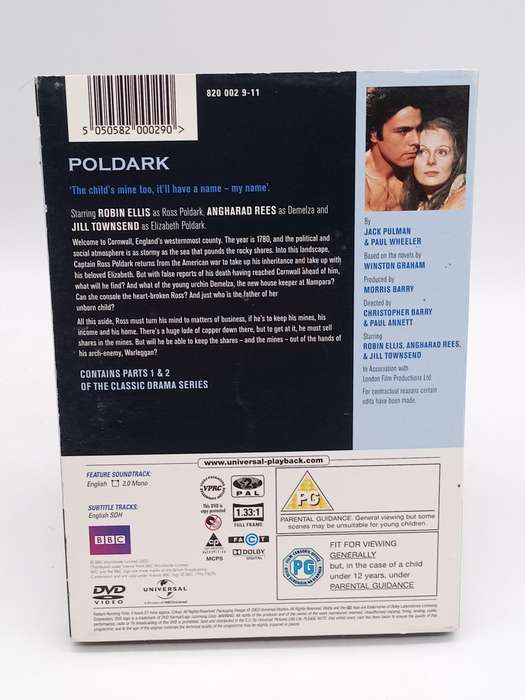 820 002 9-11
5 050582 000290 >
POLDARK
'The child's mine too, it'll have a name – my name'.
Starring ROBIN ELLIS as Ross Poldark, ANGHARAD REES as Demelza and
JILL TOWNSEND as Elizabeth Poldark.
Welcome to Cornwall, England's westernmost county. The year is 1780, and the political and
social atmosphere is as stormy as the sea that pounds the rocky shores. Into this landscape,
Captain Ross Poldark returns from the American war to take up his inheritance and take up with
his beloved Elizabeth. But with false reports of his death having reached Cornwall ahead of him,
what will he find? And what of the young urchin Demelza, the new house keeper at Nampara?
Can she console the heart-broken Ross? And just who is the father of her
unborn child?
All this aside, Ross must turn his mind to matters of business, if he's to keep his mines, his
income and his home. There's a huge lode of copper down there, but to get at it, he must sell
shares in the mines. But will he be able to keep the shares – and the mines – out of the hands
of his arch-enemy, Warleggan?
CONTAINS PARTS 1 & 2
OF THE CLASSIC DRAMA SERIES
By
JACK PULMAN
& PAUL WHEELER
Based on the novels by
WINSTON GRAHAM
Produced by
MORRIS BARRY
Directed by
CHRISTOPHER BARRY
& PAUL ANNETT
Starring
ROBIN ELLIS, ANGHARAD REES,
& JILL TOWNSEND
In Association with
London Film Productions Ltd
For contractual reasons certain
edits have been made.
www.universal-playback.com
FEATURE SOUNDTRACK:
English 2.0 Mono
SUBTITLE TRACKS:
English SDH
BBC
DVD
VIDEO
UNIVERSAL
VPRC
PAL
This DVD is
copy protected
1.33:1
FULL FRAME
MCPS
FACT
DOLBY
DIGITAL
PG
PARENTAL GUIDANCE. General viewing but some
scenes may be unsuitable for young children.
PG
FIT FOR VIEWING
GENERALLY
but, in the case of a child
under 12 years, under
PARENTAL GUIDANCE